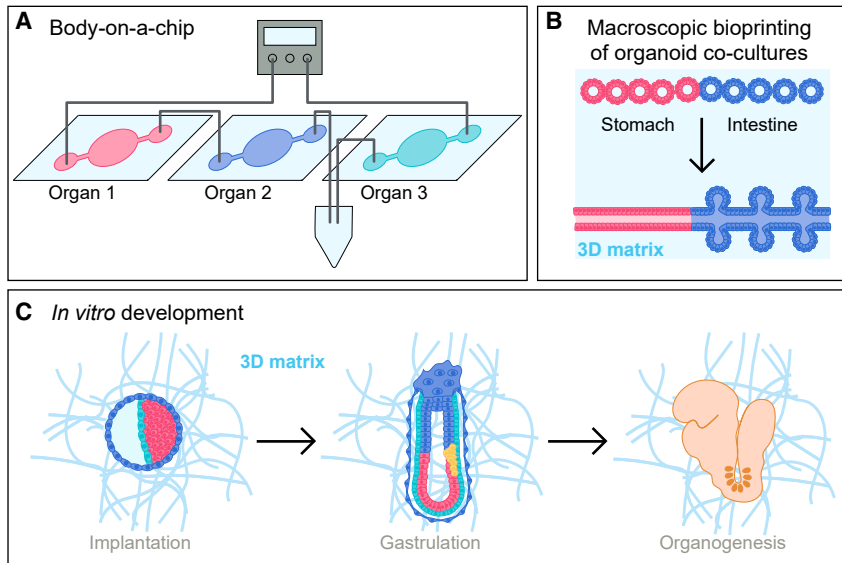 A Body-on-a-chip
Organ 1
Organ 2
Organ 3
B Macroscopic bioprinting
of organoid co-cultures
Stomach
Intestine
3D matrix
C In vitro development
3D matrix
Implantation
Gastrulation
Organogenesis